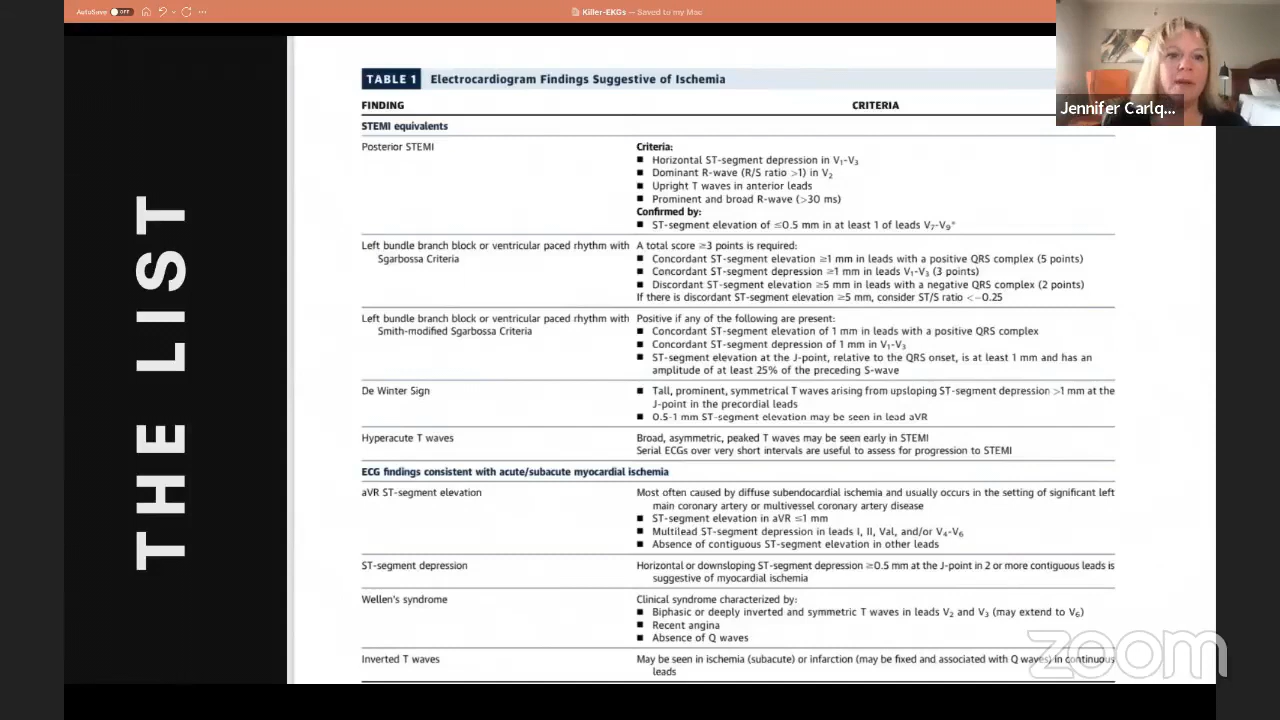 AutoSave OFF
Killer-EKGs — Saved to my Mac
Jennifer Carlq...
THE LIST
TABLE 1 Electrocardiogram Findings Suggestive of Ischemia
FINDING CRITERIA
STEMI equivalents
Posterior STEMI Criteria:
■ Horizontal ST-segment depression in V₁-V₃
■ Dominant R-wave (R/S ratio >1) in V₂
■ Upright T waves in anterior leads
■ Prominent and broad R-wave (>30 ms)
Confirmed by:
■ ST-segment elevation of ≤0.5 mm in at least 1 of leads V₇-V₉*
Left bundle branch block or ventricular paced rhythm with A total score ≥3 points is required:
Sgarbossa Criteria ■ Concordant ST-segment elevation ≥1 mm in leads with a positive QRS complex (5 points)
■ Concordant ST-segment depression ≥1 mm in leads V₁-V₃ (3 points)
■ Discordant ST-segment elevation ≥5 mm in leads with a negative QRS complex (2 points)
If there is discordant ST-segment elevation ≥5 mm, consider ST/S ratio <−0.25
Left bundle branch block or ventricular paced rhythm with Positive if any of the following are present:
Smith-modified Sgarbossa Criteria ■ Concordant ST-segment elevation of 1 mm in leads with a positive QRS complex
■ Concordant ST-segment depression of 1 mm in V₁-V₃
■ ST-segment elevation at the J-point, relative to the QRS onset, is at least 1 mm and has an
amplitude of at least 25% of the preceding S-wave
De Winter Sign ■ Tall, prominent, symmetrical T waves arising from upsloping ST-segment depression >1 mm at the
J-point in the precordial leads
■ 0.5-1 mm ST-segment elevation may be seen in lead aVR
Hyperacute T waves Broad, asymmetric, peaked T waves may be seen early in STEMI
Serial ECGs over very short intervals are useful to assess for progression to STEMI
ECG findings consistent with acute/subacute myocardial ischemia
aVR ST-segment elevation Most often caused by diffuse subendocardial ischemia and usually occurs in the setting of significant left
main coronary artery or multivessel coronary artery disease
■ ST-segment elevation in aVR ≤1 mm
■ Multilead ST-segment depression in leads I, II, Val, and/or V₄-V₆
■ Absence of contiguous ST-segment elevation in other leads
ST-segment depression Horizontal or downsloping ST-segment depression ≥0.5 mm at the J-point in 2 or more contiguous leads is
suggestive of myocardial ischemia
Wellen's syndrome Clinical syndrome characterized by:
■ Biphasic or deeply inverted and symmetric T waves in leads V₂ and V₃ (may extend to V₆)
■ Recent angina
■ Absence of Q waves
Inverted T waves May be seen in ischemia (subacute) or infarction (may be fixed and associated with Q waves) in continuous
leads
zoom